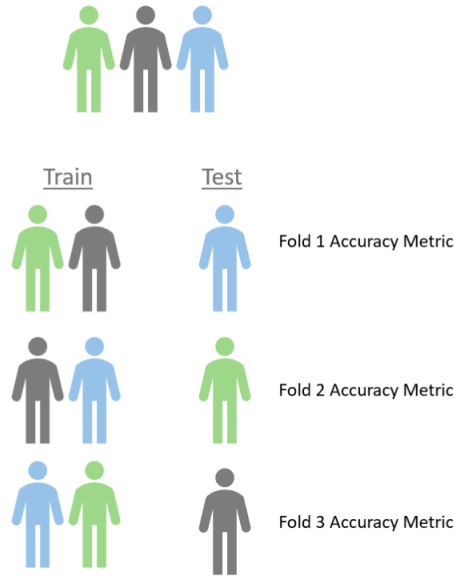 Train
Test
Fold 1 Accuracy Metric
Fold 2 Accuracy Metric
Fold 3 Accuracy Metric